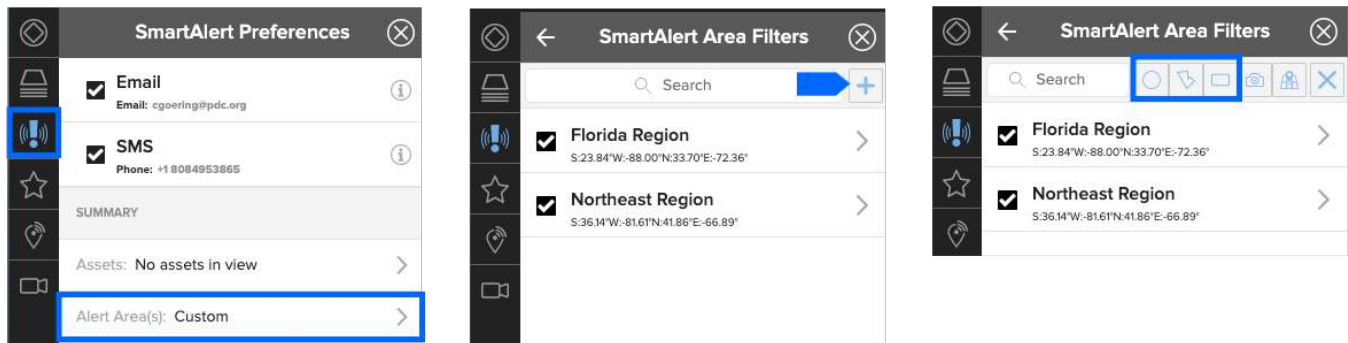 SmartAlert Preferences
Email
Email: cgoering@pdc.org
SMS
Phone: +1 8084953865
SUMMARY
Assets: No assets in view
Alert Area(s): Custom
SmartAlert Area Filters
Search
Florida Region
S:23.84°W:-88.00°N:33.70°E:-72.36°
Northeast Region
S:36.14°W:-81.61°N:41.86°E:-66.89°
SmartAlert Area Filters
Search
Florida Region
S:23.84°W:-88.00°N:33.70°E:-72.36°
Northeast Region
S:36.14°W:-81.61°N:41.86°E:-66.89°